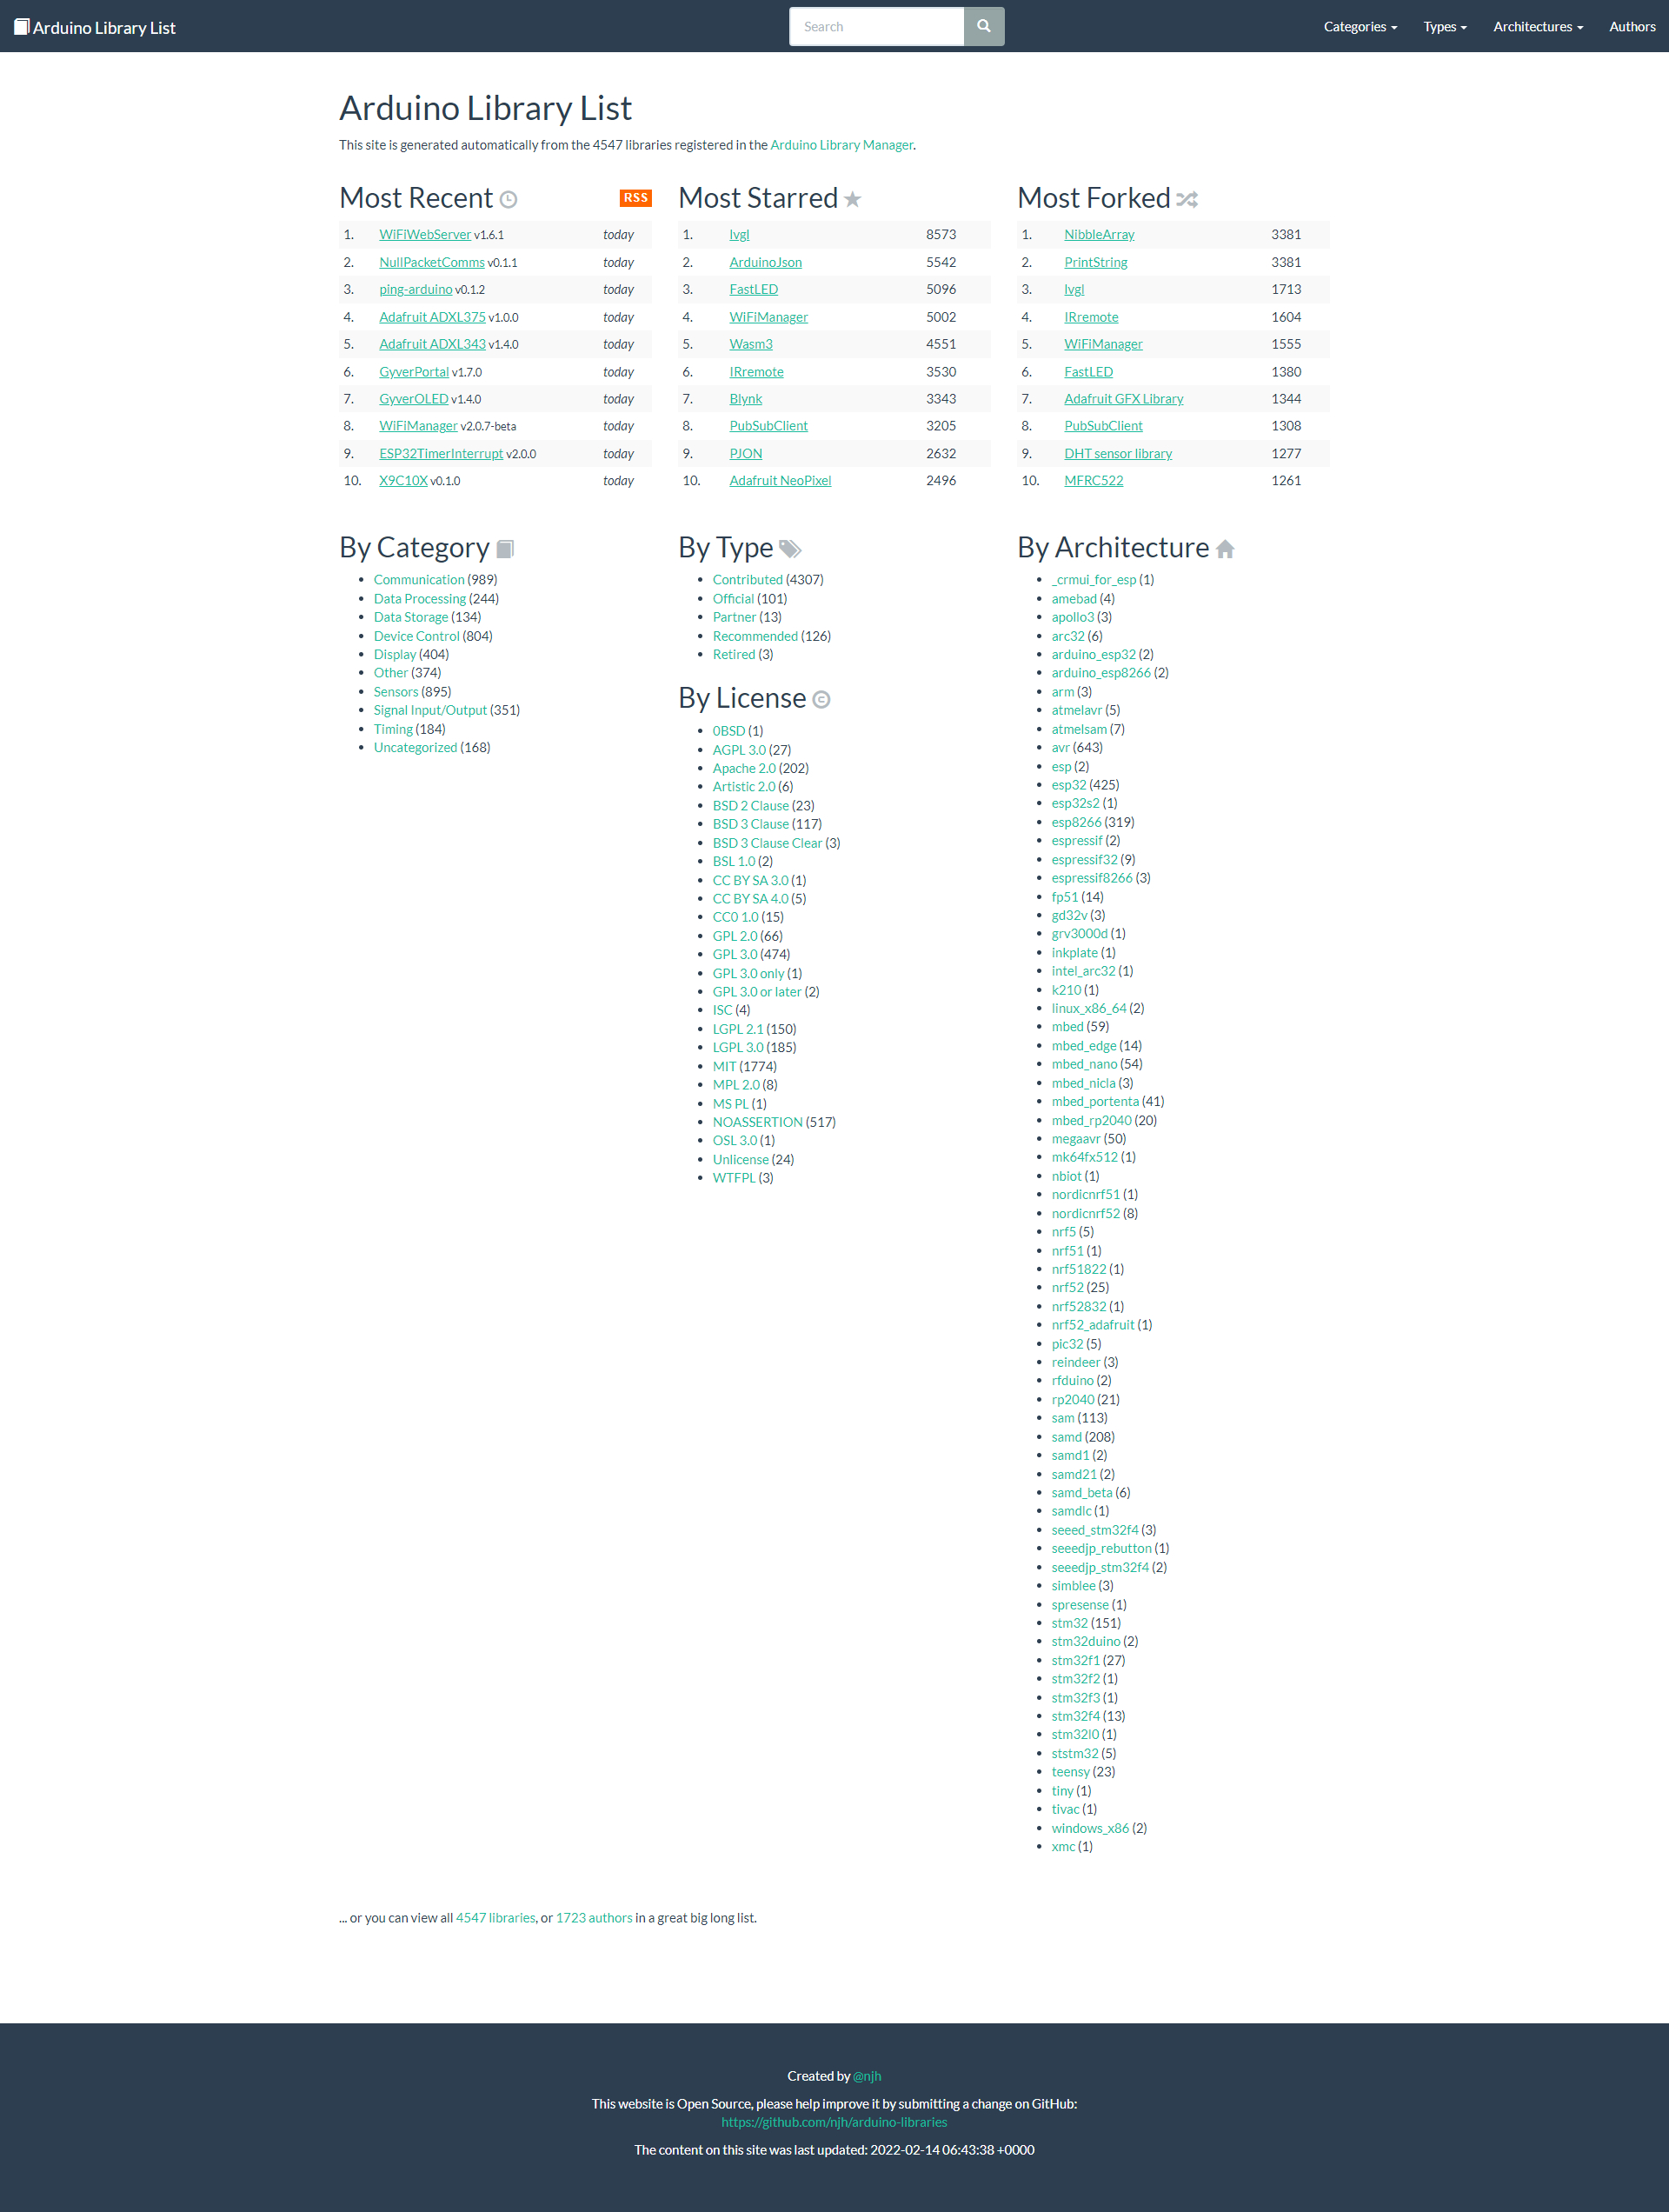 Arduino Library List
Search
Categories
Types
Architectures
Authors
Arduino Library List
This site is generated automatically from the 4547 libraries registered in the Arduino Library Manager.
Most Recent
RSS
1. WiFiWebServer v1.6.1 today
2. NullPacketComms v0.1.1 today
3. ping-arduino v0.1.2 today
4. Adafruit ADXL375 v1.0.0 today
5. Adafruit ADXL343 v1.4.0 today
6. GyverPortal v1.7.0 today
7. GyverOLED v1.4.0 today
8. WiFiManager v2.0.7-beta today
9. ESP32TimerInterrupt v2.0.0 today
10. X9C10X v0.1.0 today
Most Starred
1. lvgl 8573
2. ArduinoJson 5542
3. FastLED 5096
4. WiFiManager 5002
5. Wasm3 4551
6. IRremote 3530
7. Blynk 3343
8. PubSubClient 3205
9. PJON 2632
10. Adafruit NeoPixel 2496
Most Forked
1. NibbleArray 3381
2. PrintString 3381
3. lvgl 1713
4. IRremote 1604
5. WiFiManager 1555
6. FastLED 1380
7. Adafruit GFX Library 1344
8. PubSubClient 1308
9. DHT sensor library 1277
10. MFRC522 1261
By Category
Communication (989)
Data Processing (244)
Data Storage (134)
Device Control (804)
Display (404)
Other (374)
Sensors (895)
Signal Input/Output (351)
Timing (184)
Uncategorized (168)
By Type
Contributed (4307)
Official (101)
Partner (13)
Recommended (126)
Retired (3)
By License
0BSD (1)
AGPL 3.0 (27)
Apache 2.0 (202)
Artistic 2.0 (6)
BSD 2 Clause (23)
BSD 3 Clause (117)
BSD 3 Clause Clear (3)
BSL 1.0 (2)
CC BY SA 3.0 (1)
CC BY SA 4.0 (5)
CC0 1.0 (15)
GPL 2.0 (66)
GPL 3.0 (474)
GPL 3.0 only (1)
GPL 3.0 or later (2)
ISC (4)
LGPL 2.1 (150)
LGPL 3.0 (185)
MIT (1774)
MPL 2.0 (8)
MS PL (1)
NOASSERTION (517)
OSL 3.0 (1)
Unlicense (24)
WTFPL (3)
By Architecture
_crmui_for_esp (1)
amebad (4)
apollo3 (3)
arc32 (6)
arduino_esp32 (2)
arduino_esp8266 (2)
arm (3)
atmelavr (5)
atmelsam (7)
avr (643)
esp (2)
esp32 (425)
esp32s2 (1)
esp8266 (319)
espressif (2)
espressif32 (9)
espressif8266 (3)
fp51 (14)
gd32v (3)
grv3000d (1)
inkplate (1)
intel_arc32 (1)
k210 (1)
linux_x86_64 (2)
mbed (59)
mbed_edge (14)
mbed_nano (54)
mbed_nicla (3)
mbed_portenta (41)
mbed_rp2040 (20)
megaavr (50)
mk64fx512 (1)
nbiot (1)
nordicnrf51 (1)
nordicnrf52 (8)
nrf5 (5)
nrf51 (1)
nrf51822 (1)
nrf52 (25)
nrf52832 (1)
nrf52_adafruit (1)
pic32 (5)
reindeer (3)
rfduino (2)
rp2040 (21)
sam (113)
samd (208)
samd1 (2)
samd21 (2)
samd_beta (6)
samdlc (1)
seeed_stm32f4 (3)
seeedjp_rebutton (1)
seeedjp_stm32f4 (2)
simblee (3)
spresense (1)
stm32 (151)
stm32duino (2)
stm32f1 (27)
stm32f2 (1)
stm32f3 (1)
stm32f4 (13)
stm32l0 (1)
ststm32 (5)
teensy (23)
tiny (1)
tivac (1)
windows_x86 (2)
xmc (1)
... or you can view all 4547 libraries, or 1723 authors in a great big long list.
Created by @njh
This website is Open Source, please help improve it by submitting a change on GitHub:
https://github.com/njh/arduino-libraries
The content on this site was last updated: 2022-02-14 06:43:38 +0000